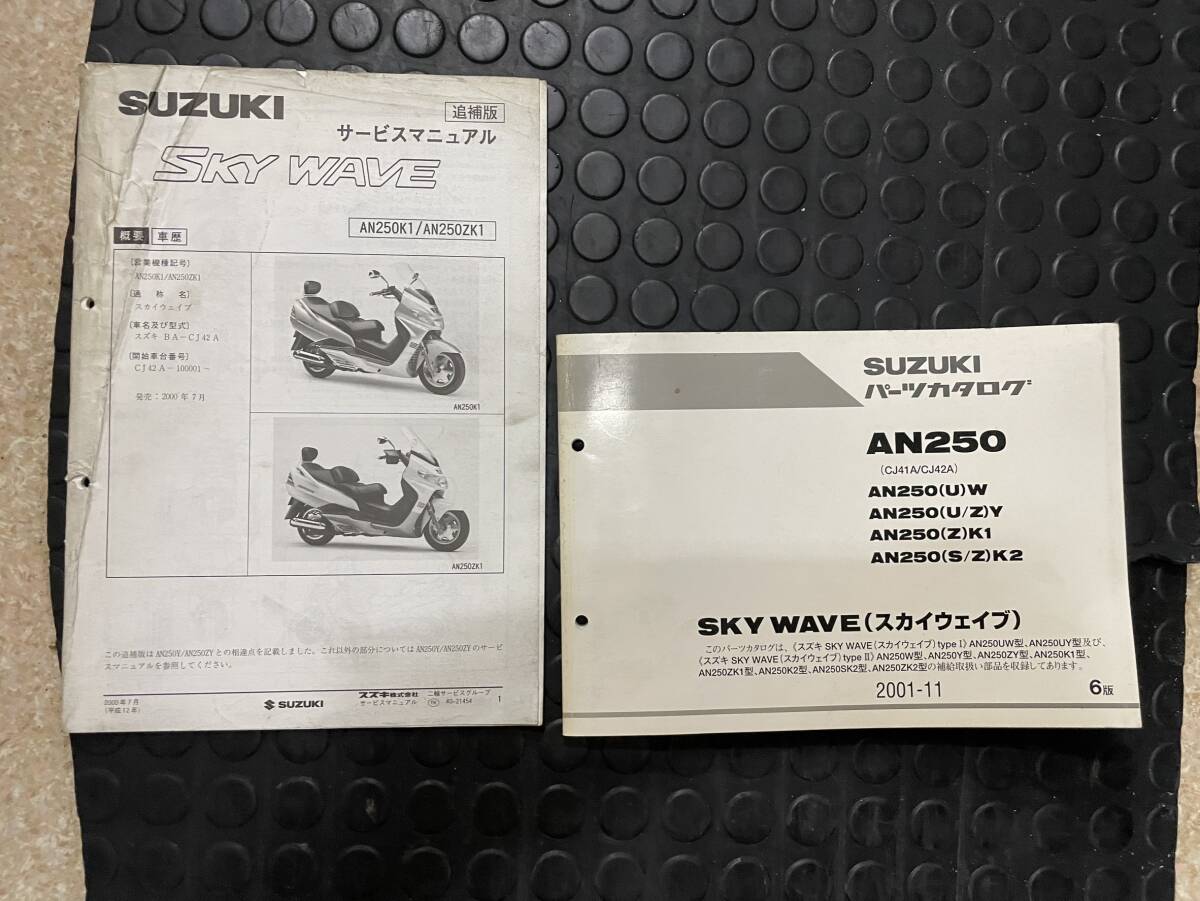 SUZUKI
追補版
サービスマニュアル
SKY WAVE
AN250K1/AN250ZK1
概要 車歴
〔営業機種記号〕
AN250K1/AN250ZK1
〔通 称 名〕
スカイウェイブ
〔車名及び型式〕
スズキ BA-CJ42A
〔開始車台番号〕
CJ42A-100001~
発売:2000年7月
AN250K1
AN250ZK1
この追補版はAN250Y/AN250ZYとの相違点を記載しました。これ以外の部分についてはAN250Y/AN250ZYのサービ
スマニュアルを参照してください。
2000年7月
(平成12年)
SUZUKI
スズキ株式会社 二輪サービスグループ
サービスマニュアル TK 40-21454
1
SUZUKI
パーツカタログ
AN250
(CJ41A/CJ42A)
AN250(U)W
AN250(U/Z)Y
AN250(Z)K1
AN250(S/Z)K2
SKY WAVE(スカイウェイブ)
このパーツカタログは、《スズキ SKY WAVE(スカイウェイブ) type I》AN250UW型、AN250UY型及び、
《スズキ SKY WAVE(スカイウェイブ) type II》AN250W型、AN250Y型、AN250ZY型、AN250K1型、
AN250ZK1型、AN250K2型、AN250SK2型、AN250ZK2型の補給取扱い部品を収録してあります。
2001-11
6版